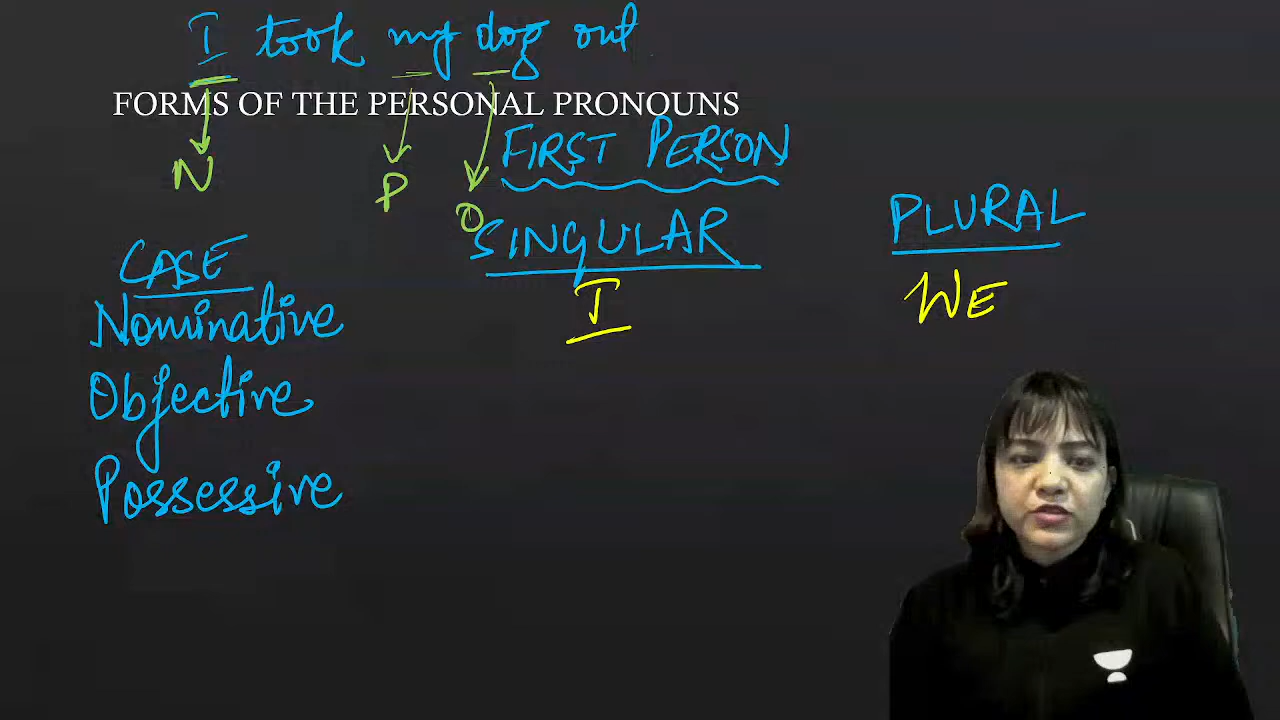 I took my dog out
FORMS OF THE PERSONAL PRONOUNS
FIRST PERSON
N P O
SINGULAR PLURAL
CASE
Nominative I WE
Objective
Possessive